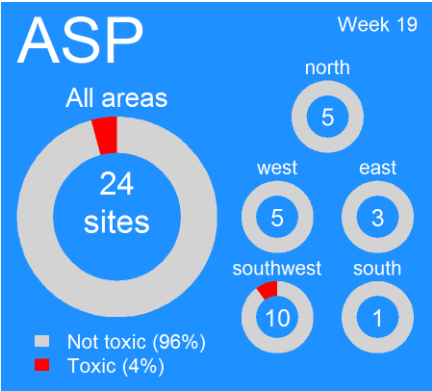 ASP
Week 19
All areas
24
sites
north
5
west
5
east
3
southwest
10
south
1
Not toxic (96%)
Toxic (4%)